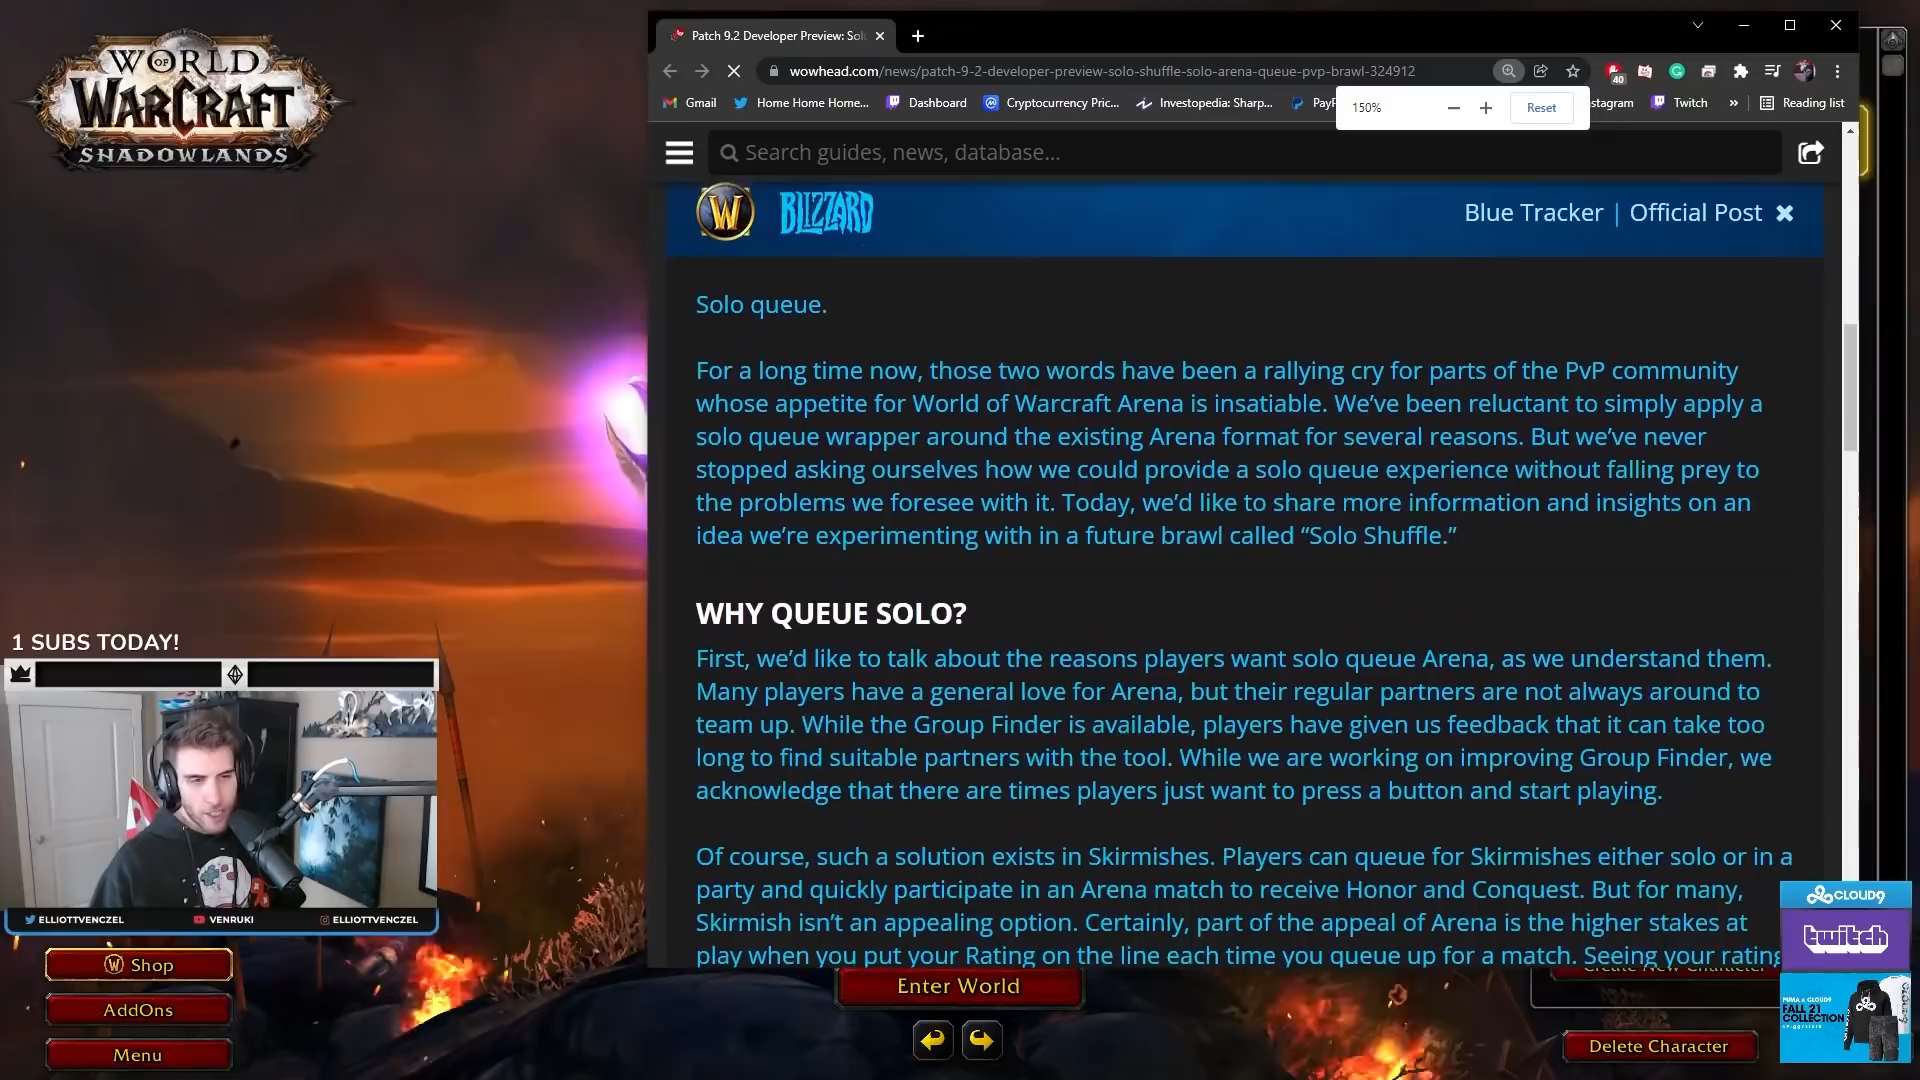 WORLD OF WARCRAFT
SHADOWLANDS
Patch 9.2 Developer Preview: Sol
wowhead.com/news/patch-9-2-developer-preview-solo-shuffle-solo-arena-queue-pvp-brawl-324912
40
Gmail
Home Home Home...
Dashboard
Cryptocurrency Pric...
Investopedia: Sharp...
PayP
stagram
Twitch
»
Reading list
150%
Reset
Search guides, news, database...
BLIZZARD
Blue Tracker | Official Post
Solo queue.
For a long time now, those two words have been a rallying cry for parts of the PvP community
whose appetite for World of Warcraft Arena is insatiable. We’ve been reluctant to simply apply a
solo queue wrapper around the existing Arena format for several reasons. But we’ve never
stopped asking ourselves how we could provide a solo queue experience without falling prey to
the problems we foresee with it. Today, we’d like to share more information and insights on an
idea we’re experimenting with in a future brawl called “Solo Shuffle.”
WHY QUEUE SOLO?
First, we’d like to talk about the reasons players want solo queue Arena, as we understand them.
Many players have a general love for Arena, but their regular partners are not always around to
team up. While the Group Finder is available, players have given us feedback that it can take too
long to find suitable partners with the tool. While we are working on improving Group Finder, we
acknowledge that there are times players just want to press a button and start playing.
Of course, such a solution exists in Skirmishes. Players can queue for Skirmishes either solo or in a
party and quickly participate in an Arena match to receive Honor and Conquest. But for many,
Skirmish isn’t an appealing option. Certainly, part of the appeal of Arena is the higher stakes at
play when you put your Rating on the line each time you queue up for a match. Seeing your rating
1 SUBS TODAY!
ELLIOTTVENCZEL
VENRUKI
ELLIOTTVENCZEL
Shop
AddOns
Menu
Enter World
Create New Character
Delete Character
CLOUD9
twitch
PUMA x CLOUD9
FALL 21
COLLECTION